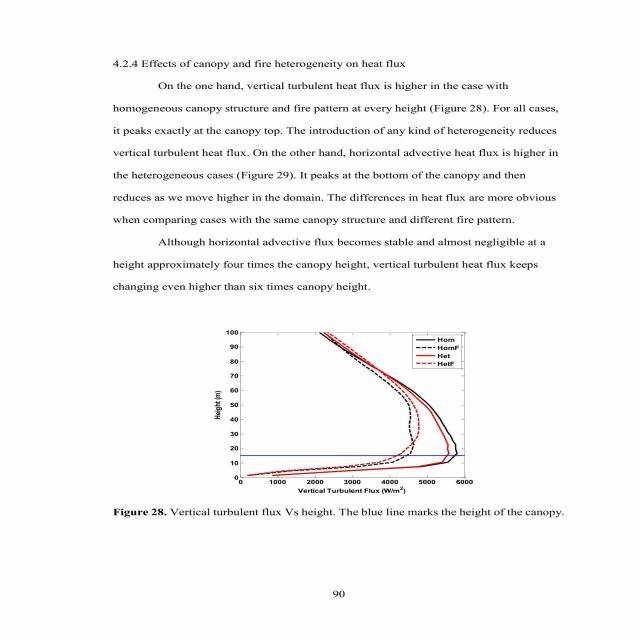 4.2.4 Effects of canopy and fire heterogeneity on heat flux
On the one hand, vertical turbulent heat flux is higher in the case with
homogeneous canopy structure and fire pattern at every height (Figure 28). For all cases,
it peaks exactly at the canopy top. The introduction of any kind of heterogeneity reduces
vertical turbulent heat flux. On the other hand, horizontal advective heat flux is higher in
the heterogeneous cases (Figure 29). It peaks at the bottom of the canopy and then
reduces as we move higher in the domain. The differences in heat flux are more obvious
when comparing cases with the same canopy structure and different fire pattern.
Although horizontal advective flux becomes stable and almost negligible at a
height approximately four times the canopy height, vertical turbulent heat flux keeps
changing even higher than six times canopy height.
100
90
80
70
60
50
40
30
20
10
0
Height (m)
Hom
HomF
Het
HetF
0 1000 2000 3000 4000 5000 6000
Vertical Turbulent Flux (W/m²)
Figure 28. Vertical turbulent flux Vs height. The blue line marks the height of the canopy.
90